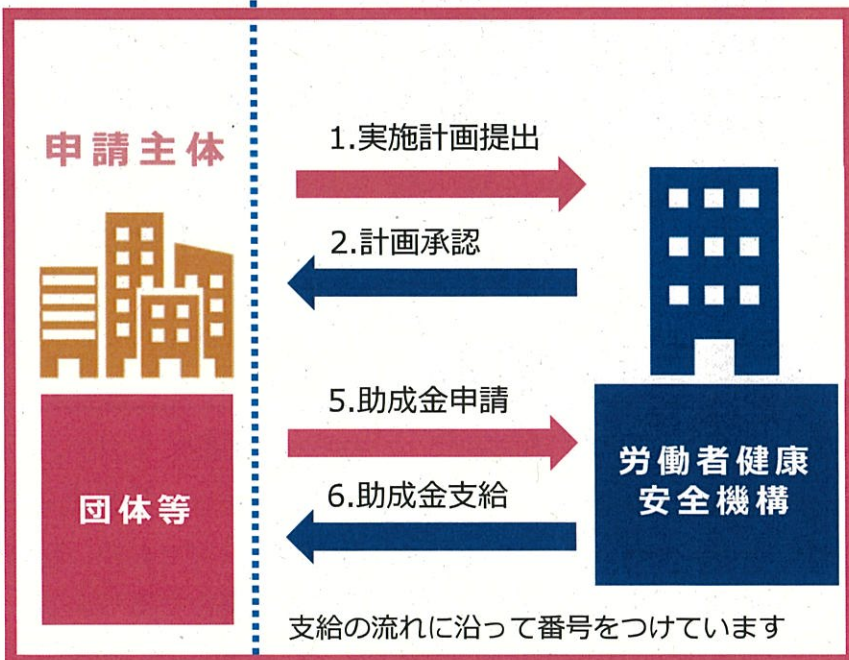 申請主体
1.実施計画提出
2.計画承認
5.助成金申請
6.助成金支給
団体等
労働者健康
安全機構
支給の流れに沿って番号をつけています